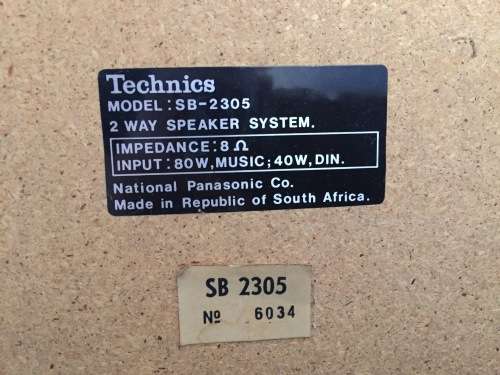 Technics
MODEL : SB-2305
2 WAY SPEAKER SYSTEM.
IMPEDANCE : 8 Ω
INPUT : 80W, MUSIC; 40W, DIN.
National Panasonic Co.
Made in Republic of South Africa.
SB 2305
Nº 6034